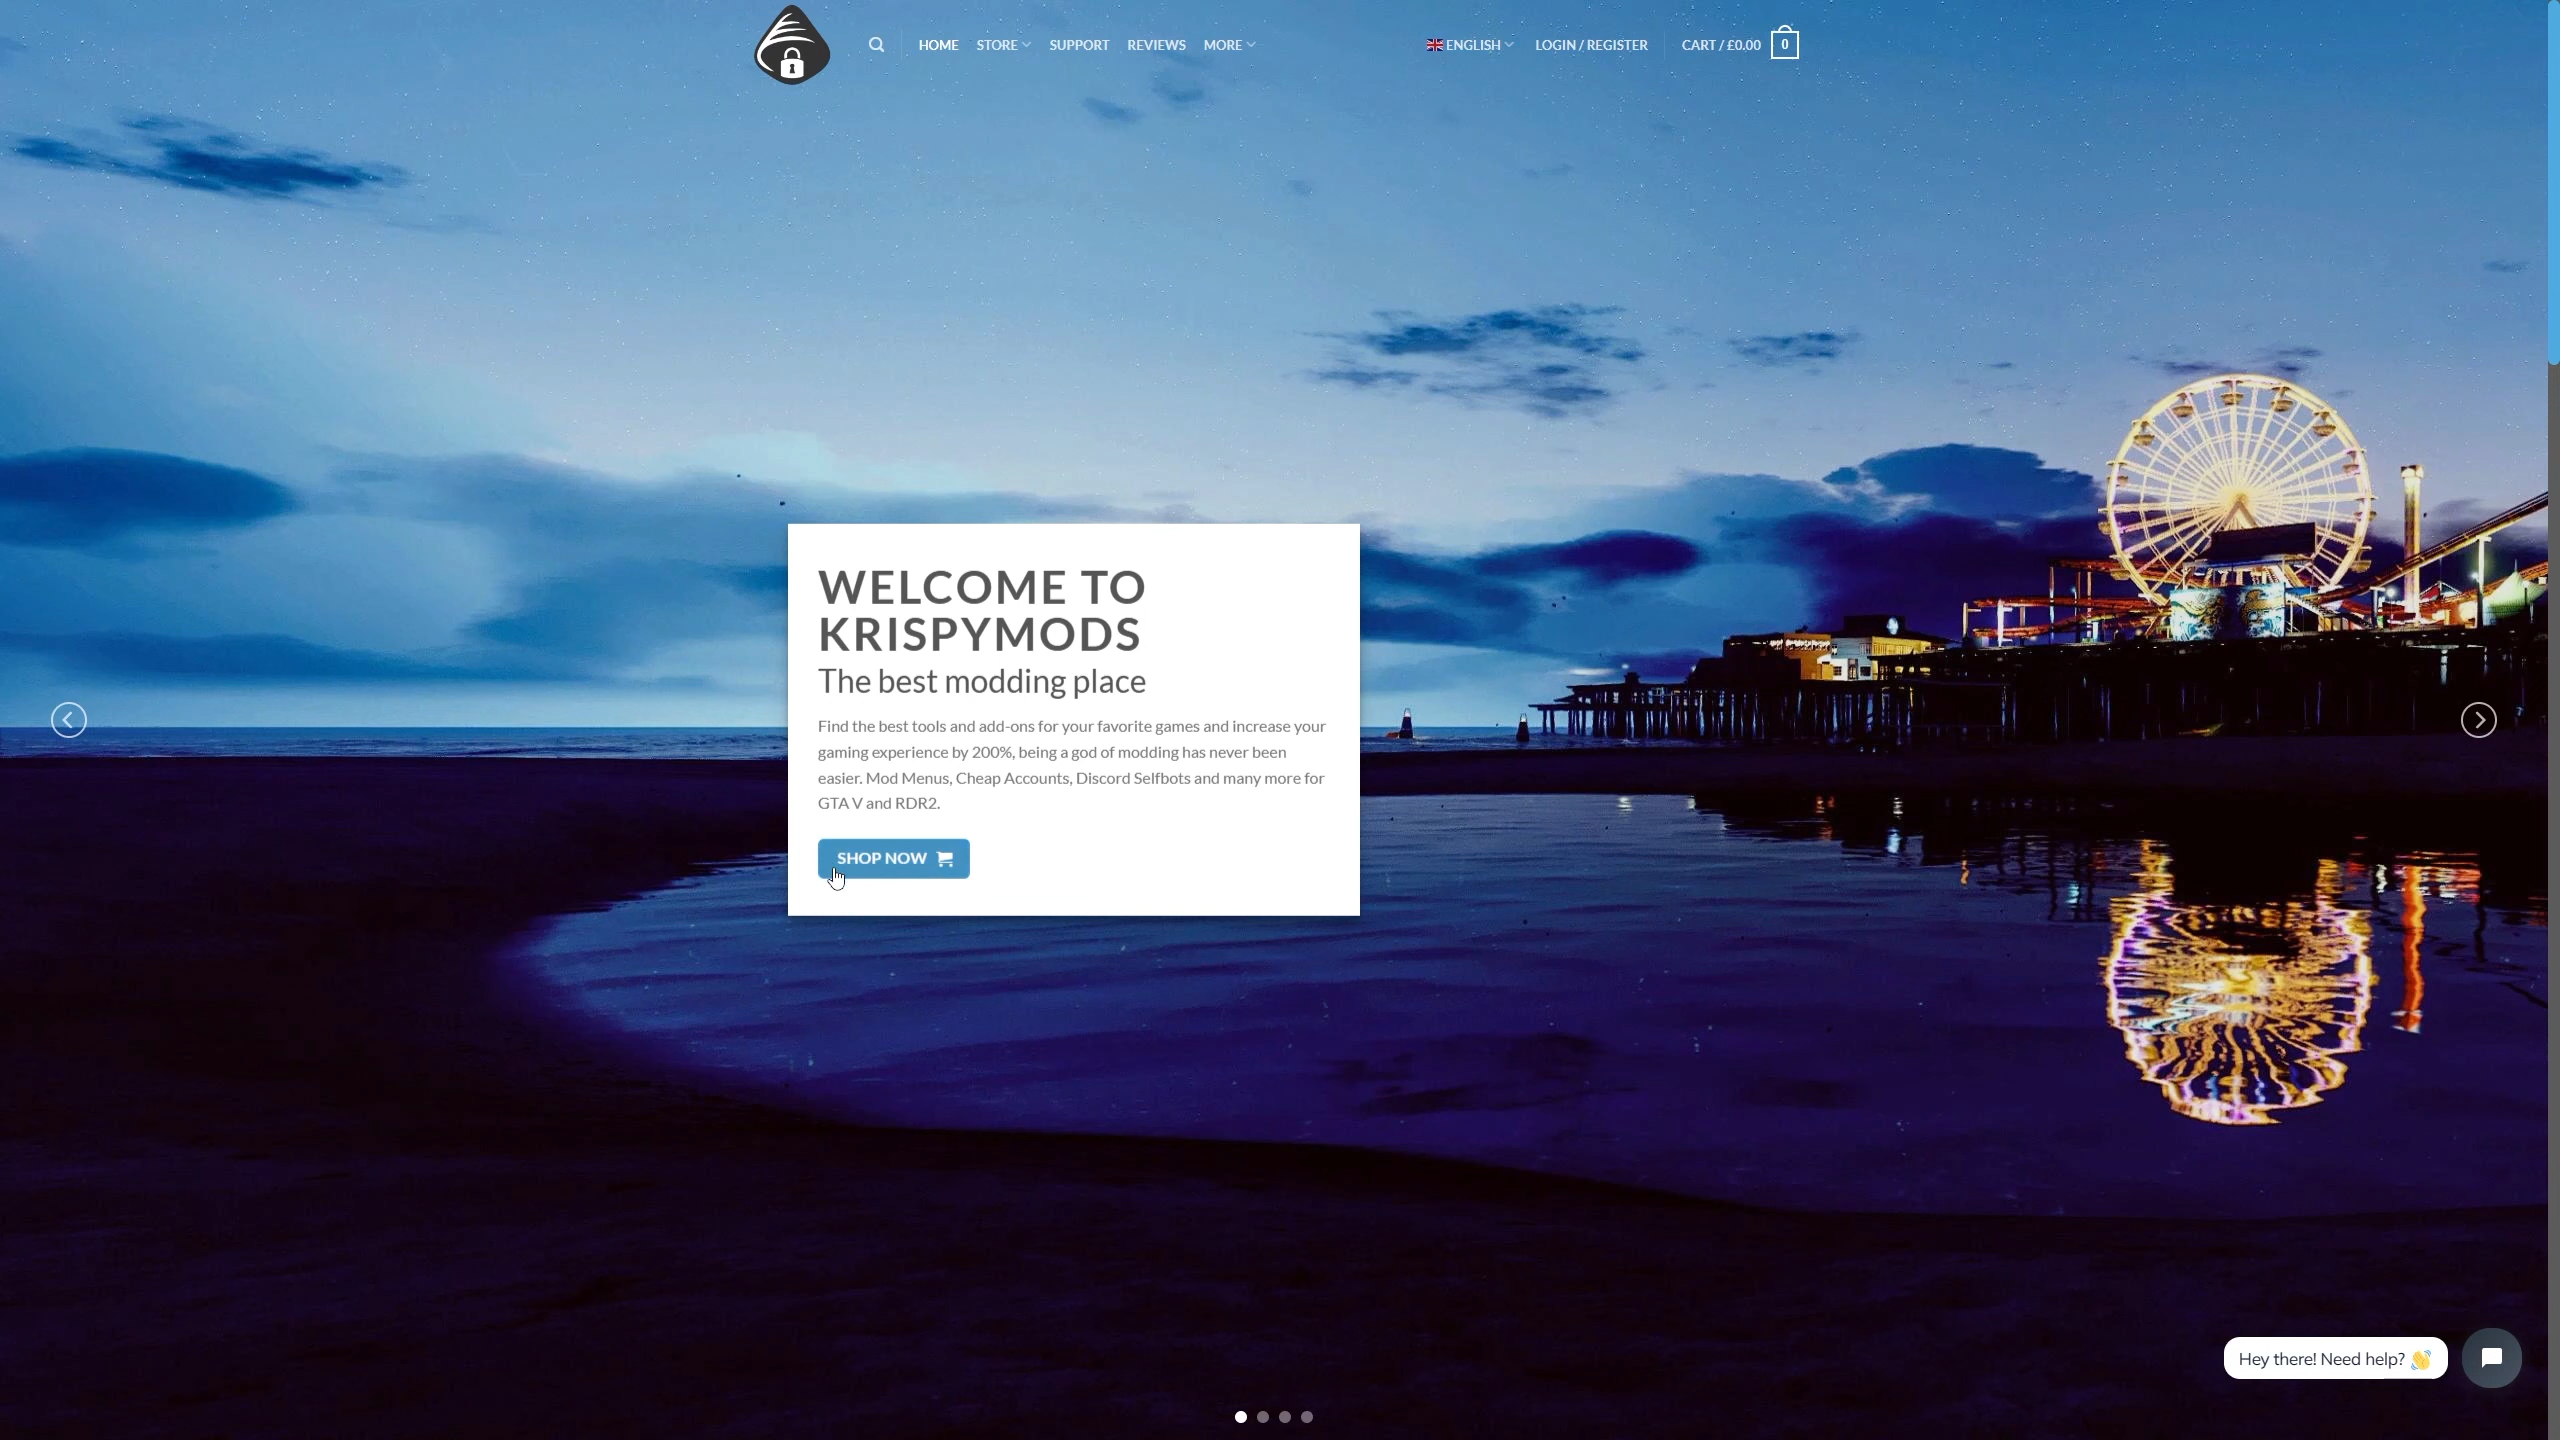 HOME STORE SUPPORT REVIEWS MORE ENGLISH LOGIN / REGISTER CART / £0.00 0
WELCOME TO
KRISPYMODS
The best modding place
Find the best tools and add-ons for your favorite games and increase your
gaming experience by 200%, being a god of modding has never been
easier. Mod Menus, Cheap Accounts, Discord Selfbots and many more for
GTA V and RDR2.
SHOP NOW
Hey there! Need help? 👋